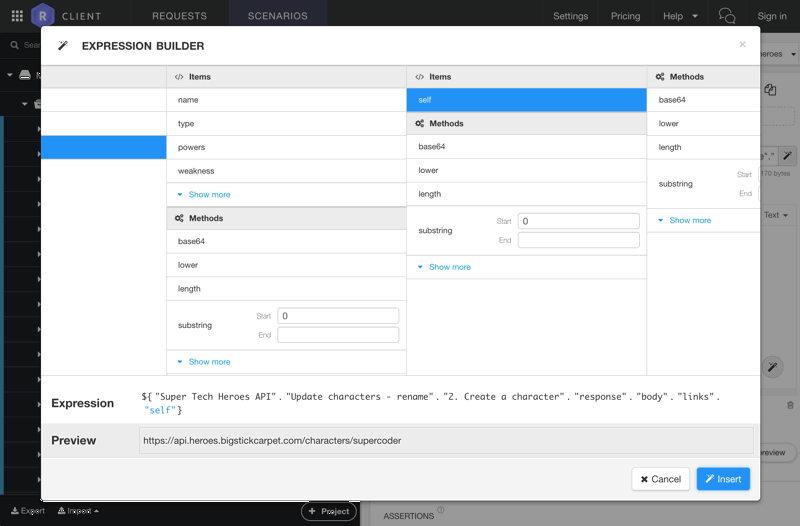 R CLIENT REQUESTS SCENARIOS Settings Pricing Help Sign in
Sear
EXPRESSION BUILDER ×
Items
name
type
powers
weakness
Show more
Methods
base64
lower
length
substring Start 0
End
Show more
Items
self
Methods
base64
lower
length
substring Start 0
End
Show more
Methods
base64
lower
length
substring Start
End
Show more
eroes
170 bytes
Text
review
Expression ${ "Super Tech Heroes API" . "Update characters - rename" . "2. Create a character" . "response" . "body" . "links" .
"self" }
Preview https://api.heroes.bigstickcarpet.com/characters/supercoder
Cancel Insert
Export Import + Project
ASSERTIONS ?